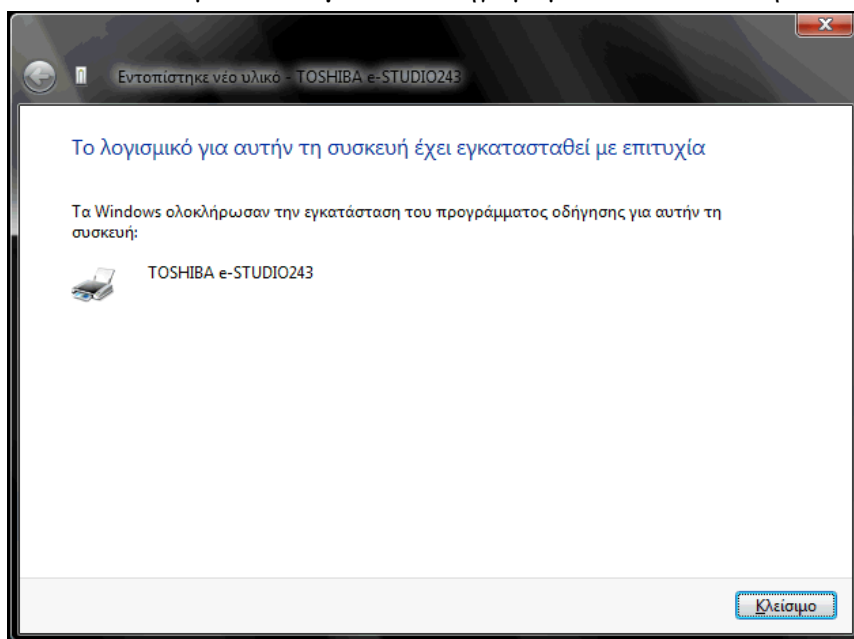 Εντοπίστηκε νέο υλικό - TOSHIBA e-STUDIO243
Το λογισμικό για αυτήν τη συσκευή έχει εγκατασταθεί με επιτυχία
Τα Windows ολοκλήρωσαν την εγκατάσταση του προγράμματος οδήγησης για αυτήν τη
συσκευή:
TOSHIBA e-STUDIO243
Κλείσιμο